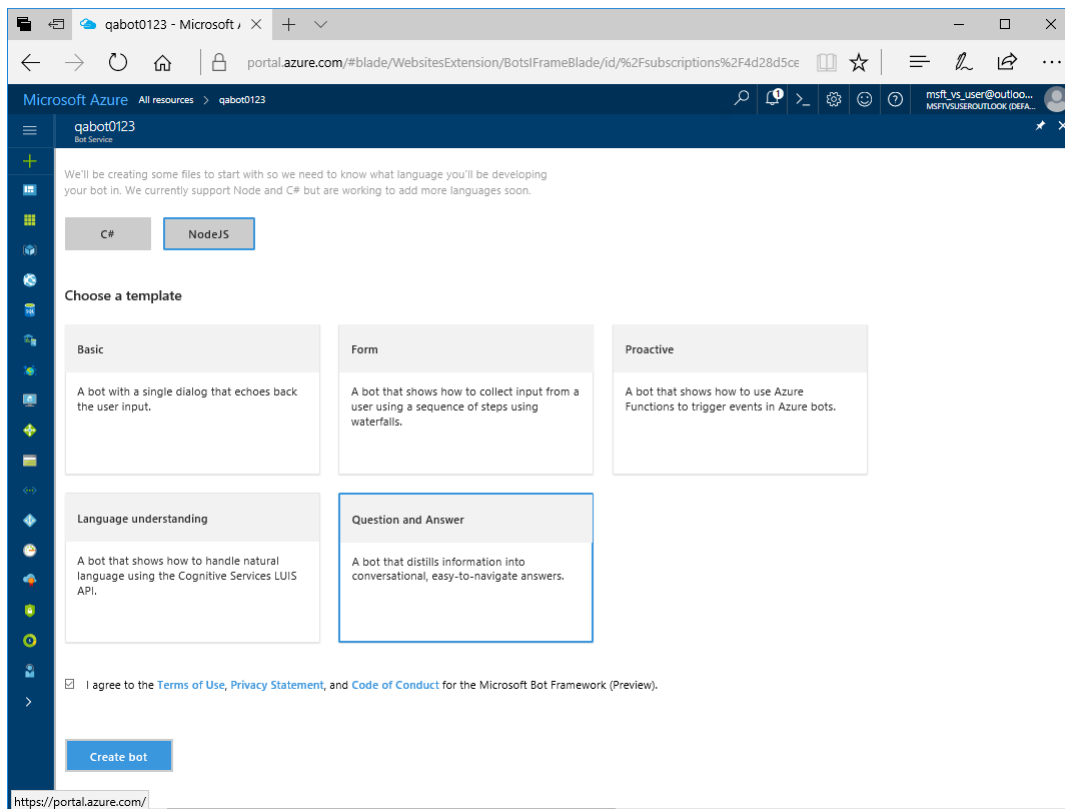 qabot0123 - Microsoft A
portal.azure.com/#blade/WebsitesExtension/BotsIFrameBlade/id/%2Fsubscriptions%2F4d28d5ce
Microsoft Azure All resources > qabot0123
1
msft_vs_user@outloo...
MSFTVSUSEROUTLOOK (DEFA...
qabot0123
Bot Service
We'll be creating some files to start with so we need to know what language you'll be developing
your bot in. We currently support Node and C# but are working to add more languages soon.
C#
NodeJS
Choose a template
Basic
A bot with a single dialog that echoes back
the user input.
Form
A bot that shows how to collect input from a
user using a sequence of steps using
waterfalls.
Proactive
A bot that shows how to use Azure
Functions to trigger events in Azure bots.
Language understanding
A bot that shows how to handle natural
language using the Cognitive Services LUIS
API.
Question and Answer
A bot that distills information into
conversational, easy-to-navigate answers.
I agree to the Terms of Use, Privacy Statement, and Code of Conduct for the Microsoft Bot Framework (Preview).
Create bot
https://portal.azure.com/